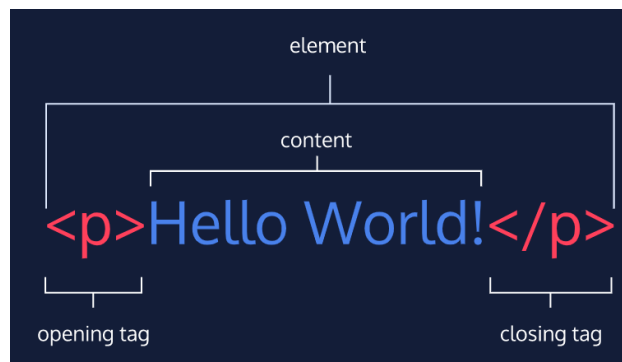 element
content
<p>Hello World!</p>
opening tag
closing tag